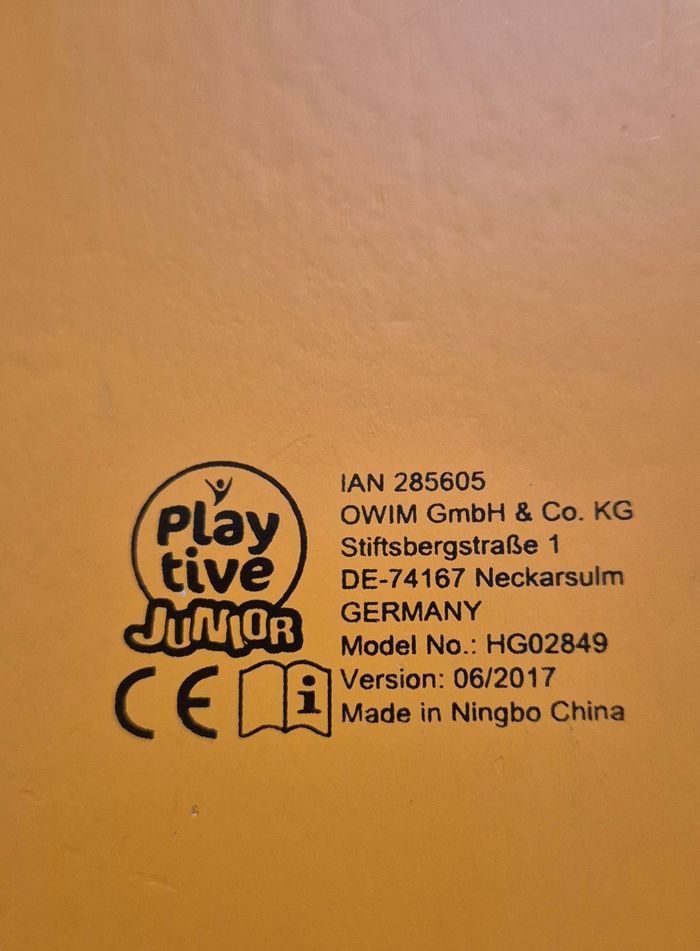 Play
tive
JUNIOR
CE
i
IAN 285605
OWIM GmbH & Co. KG
Stiftsbergstraße 1
DE-74167 Neckarsulm
GERMANY
Model No.: HG02849
Version: 06/2017
Made in Ningbo China